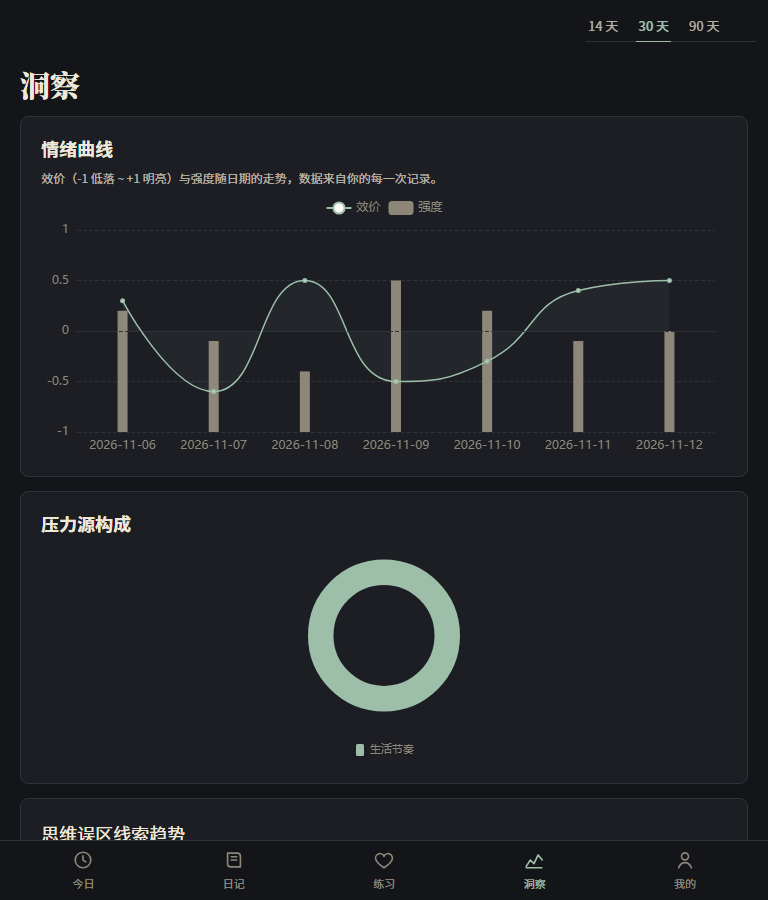 14 天 30 天 90 天
洞察
情绪曲线
效价（-1 低落 ~ +1 明亮）与强度随日期的走势，数据来自你的每一次记录。
效价 强度
1
0.5
0
-0.5
-1
2026-11-06 2026-11-07 2026-11-08 2026-11-09 2026-11-10 2026-11-11 2026-11-12
压力源构成
生活节奏
思维误区线索趋势
今日 日记 练习 洞察 我的